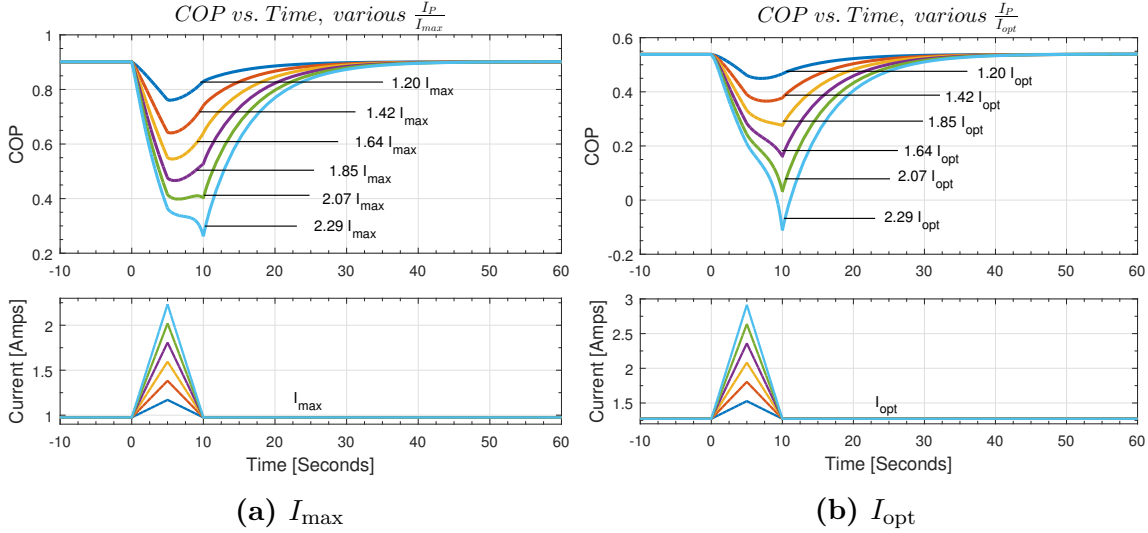 COP vs. Time, various I_P/I_max
COP
1
0.8
0.6
0.4
0.2
1.20 I_max
1.42 I_max
1.64 I_max
1.85 I_max
2.07 I_max
2.29 I_max
-10 0 10 20 30 40 50 60
Current [Amps]
2
1.5
1
I_max
-10 0 10 20 30 40 50 60
Time [Seconds]
(a) I_max
COP vs. Time, various I_P/I_opt
COP
0.6
0.4
0.2
0
-0.2
1.20 I_opt
1.42 I_opt
1.85 I_opt
1.64 I_opt
2.07 I_opt
2.29 I_opt
-10 0 10 20 30 40 50 60
Current [Amps]
3
2.5
2
1.5
I_opt
-10 0 10 20 30 40 50 60
Time [Seconds]
(b) I_opt